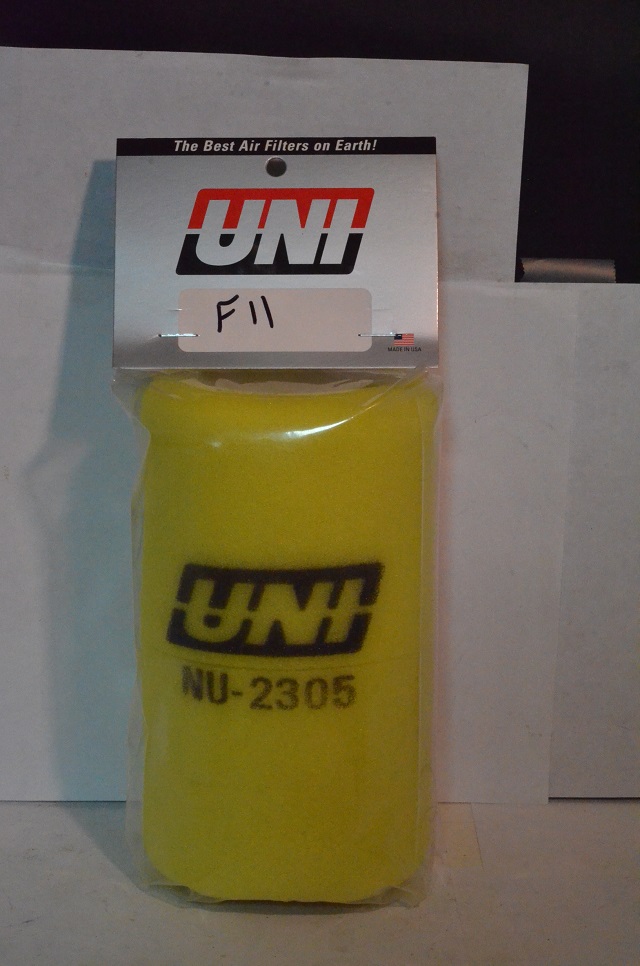 The Best Air Filters on Earth!
UNI
F11
MADE IN USA
UNI
NU-2305